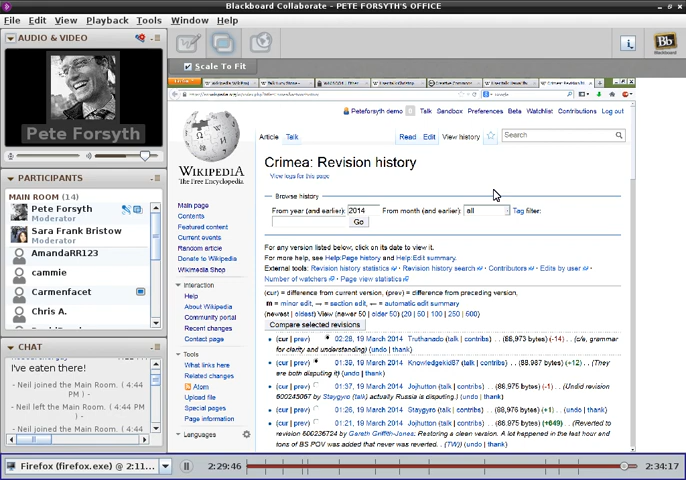 Blackboard Collaborate - PETE FORSYTH'S OFFICE
File Edit View Playback Tools Window Help
AUDIO & VIDEO
Pete Forsyth
PARTICIPANTS
MAIN ROOM (14)
Pete Forsyth
Moderator
Sara Frank Bristow
Moderator
AmandaRR123
cammie
Carmenfacet
Chris A.
CHAT
I've eaten there!
- Neil joined the Main Room. ( 4:44 PM ) -
- Neil left the Main Room. ( 4:44 PM ) -
- Neil joined the Main Room. ( 4:44
Scale To Fit
i
Bb
Blackboard
Peteforsyth demo 0 Talk Sandbox Preferences Beta Watchlist Contributions Log out
WIKIPEDIA
The Free Encyclopedia
Main page
Contents
Featured content
Current events
Random article
Donate to Wikipedia
Wikimedia Shop
Interaction
Help
About Wikipedia
Community portal
Recent changes
Contact page
Tools
What links here
Related changes
Atom
Upload file
Special pages
Page information
Languages
Article Talk Read Edit View history Search
Crimea: Revision history
View logs for this page
Browse history
From year (and earlier): 2014 From month (and earlier): all Tag filter:
Go
For any version listed below, click on its date to view it.
For more help, see Help:Page history and Help:Edit summary.
External tools: Revision history statistics Revision history search Contributors Edits by user
Number of watchers Page view statistics
(cur) = difference from current version, (prev) = difference from preceding version,
m = minor edit, → = section edit, ← = automatic edit summary
(newest | oldest) View (newer 50 | older 50) (20 | 50 | 100 | 250 | 500)
Compare selected revisions
(cur | prev) 02:28, 19 March 2014 Truthanado (talk | contribs) (88,973 bytes) (-14) (c/e, grammar
for clarity and understanding) (undo | thank)
(cur | prev) 01:39, 19 March 2014 Knowledgekid87 (talk | contribs) (88,987 bytes) (+12) (They
are both disputing it) (undo | thank)
(cur | prev) 01:37, 19 March 2014 Jojhutton (talk | contribs) (88,975 bytes) (-1) (Undid revision
600245067 by Staygyro (talk) actually Russia is disputing.) (undo | thank)
(cur | prev) 01:26, 19 March 2014 Staygyro (talk | contribs) (88,976 bytes) (+1) (undo | thank)
(cur | prev) 01:21, 19 March 2014 Jojhutton (talk | contribs) (88,975 bytes) (+649) (Reverted to
revision 600236724 by Gareth Griffith-Jones: Restoring a clean version. A lot happened in the last hour and
tons of BS POV was added that never was reverted. (TW)) (undo | thank)
Firefox (firefox.exe) @ 2:11... 2:29:46 2:34:17